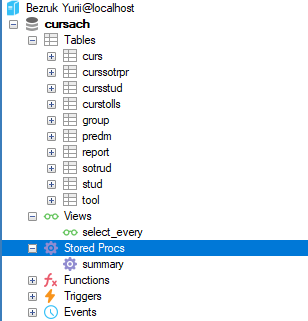 Bezruk Yurii@localhost
cursach
Tables
curs
curssotrpr
cursstud
curstolls
group
predm
report
sotrud
stud
tool
Views
select_every
Stored Procs
summary
Functions
Triggers
Events